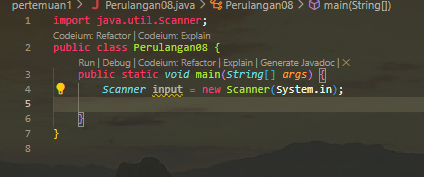 pertemuan1 > J Perulangan08.java > Perulangan08 > main(String[])
1 import java.util.Scanner;
Codeium: Refactor | Explain
2 public class Perulangan08 {
Run | Debug | Codeium: Refactor | Explain | Generate Javadoc | X
3 public static void main(String[] args) {
4 Scanner input = new Scanner(System.in);
5
6 }
7 }
8